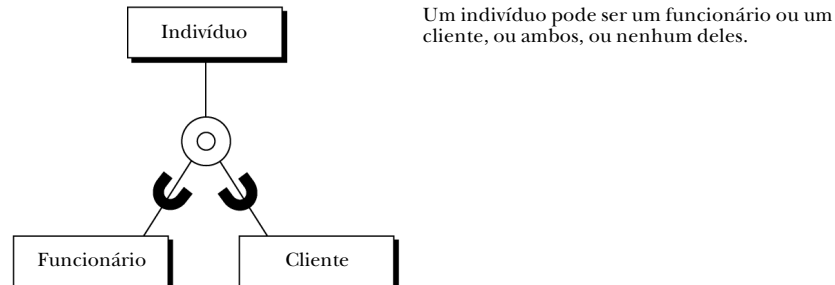 Indivíduo
Um indivíduo pode ser um funcionário ou um
cliente, ou ambos, ou nenhum deles.
Funcionário
Cliente